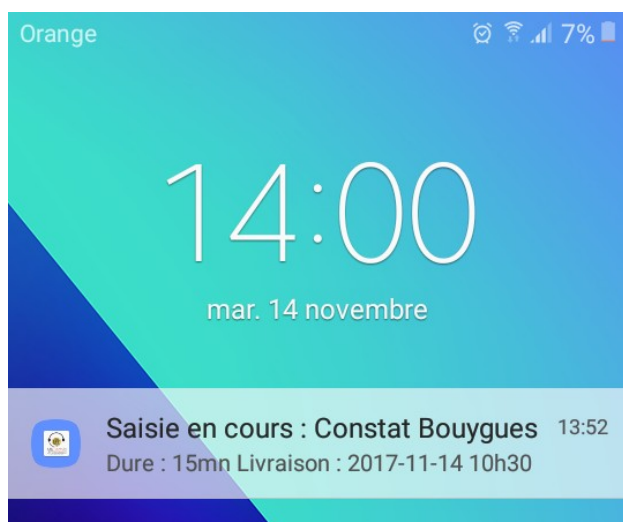 Orange 7%
14:00
mar. 14 novembre
Saisie en cours : Constat Bouygues 13:52
Dure : 15mn Livraison : 2017-11-14 10h30